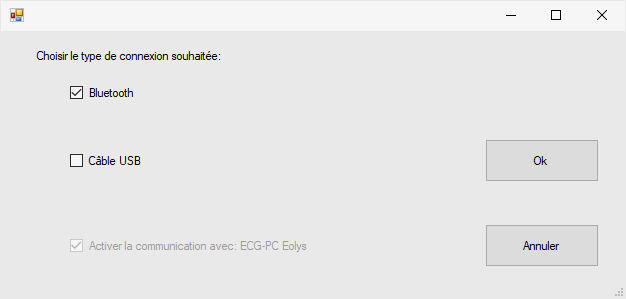 Choisir le type de connexion souhaitée:
Bluetooth
Câble USB
Ok
Activer la communication avec: ECG-PC Eolys
Annuler